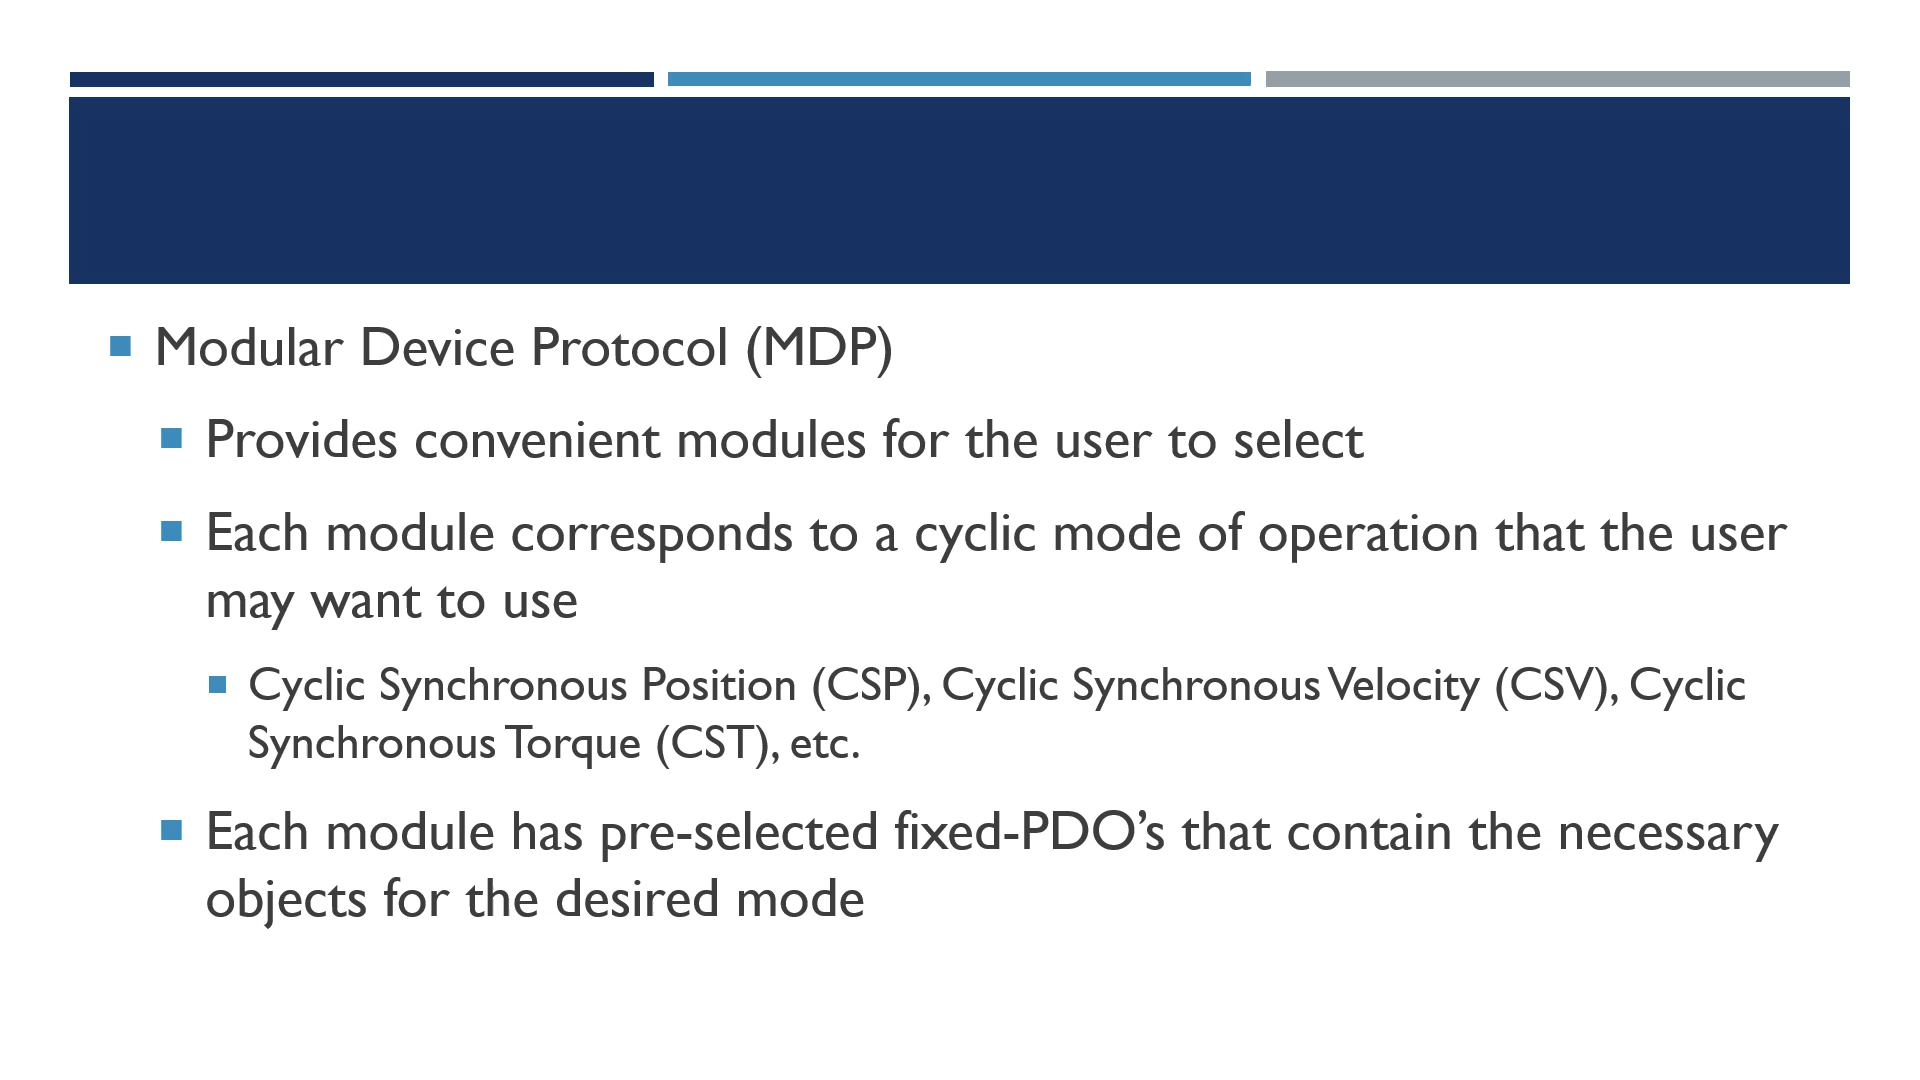 Modular Device Protocol (MDP)
Provides convenient modules for the user to select
Each module corresponds to a cyclic mode of operation that the user
may want to use
Cyclic Synchronous Position (CSP), Cyclic Synchronous Velocity (CSV), Cyclic
Synchronous Torque (CST), etc.
Each module has pre-selected fixed-PDO’s that contain the necessary
objects for the desired mode